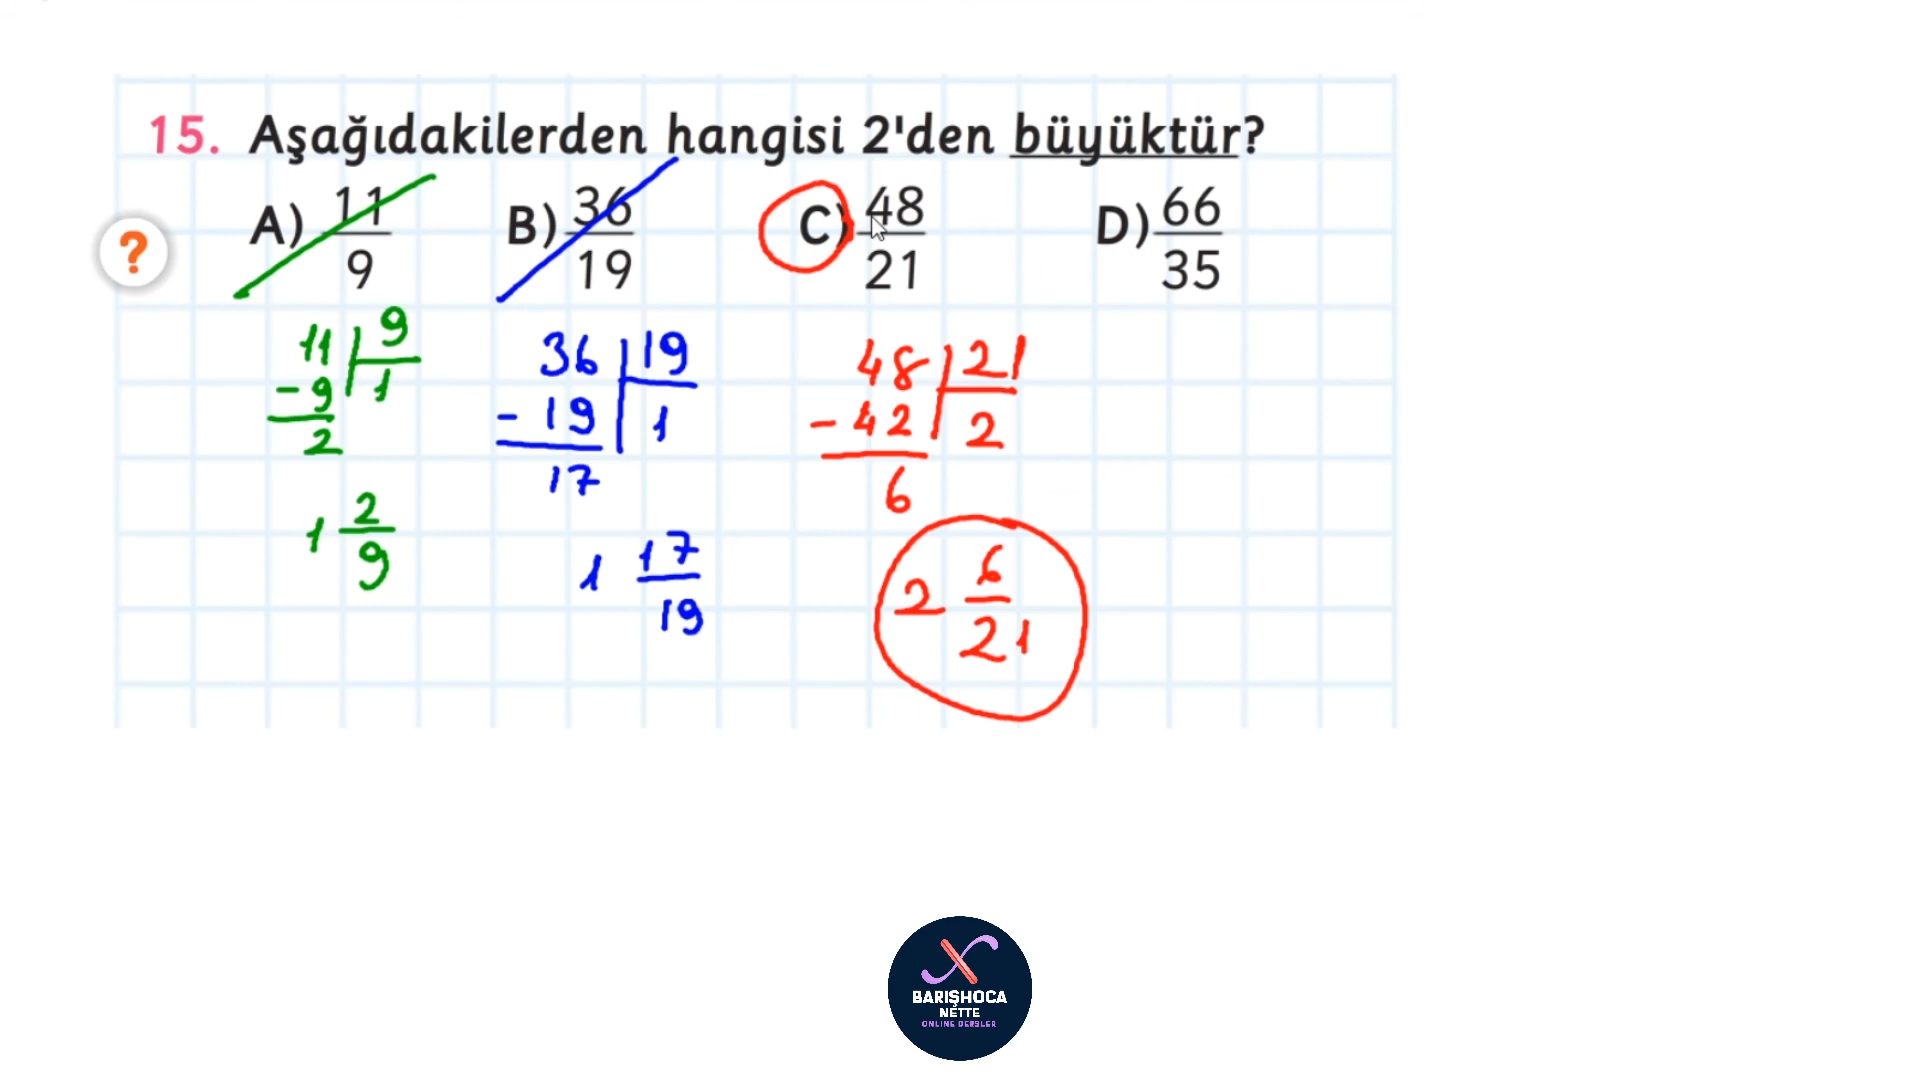 15. Aşağıdakilerden hangisi 2'den büyüktür?
A) 11/9 B) 36/19 C) 48/21 D) 66/35
?
11 | 9
- 9 | 1
2
1 2/9
36 | 19
- 19 | 1
17
1 17/19
48 | 21
- 42 | 2
6
2 6/21
BARIŞHOCA
NETTE
ONLINE DERSLER